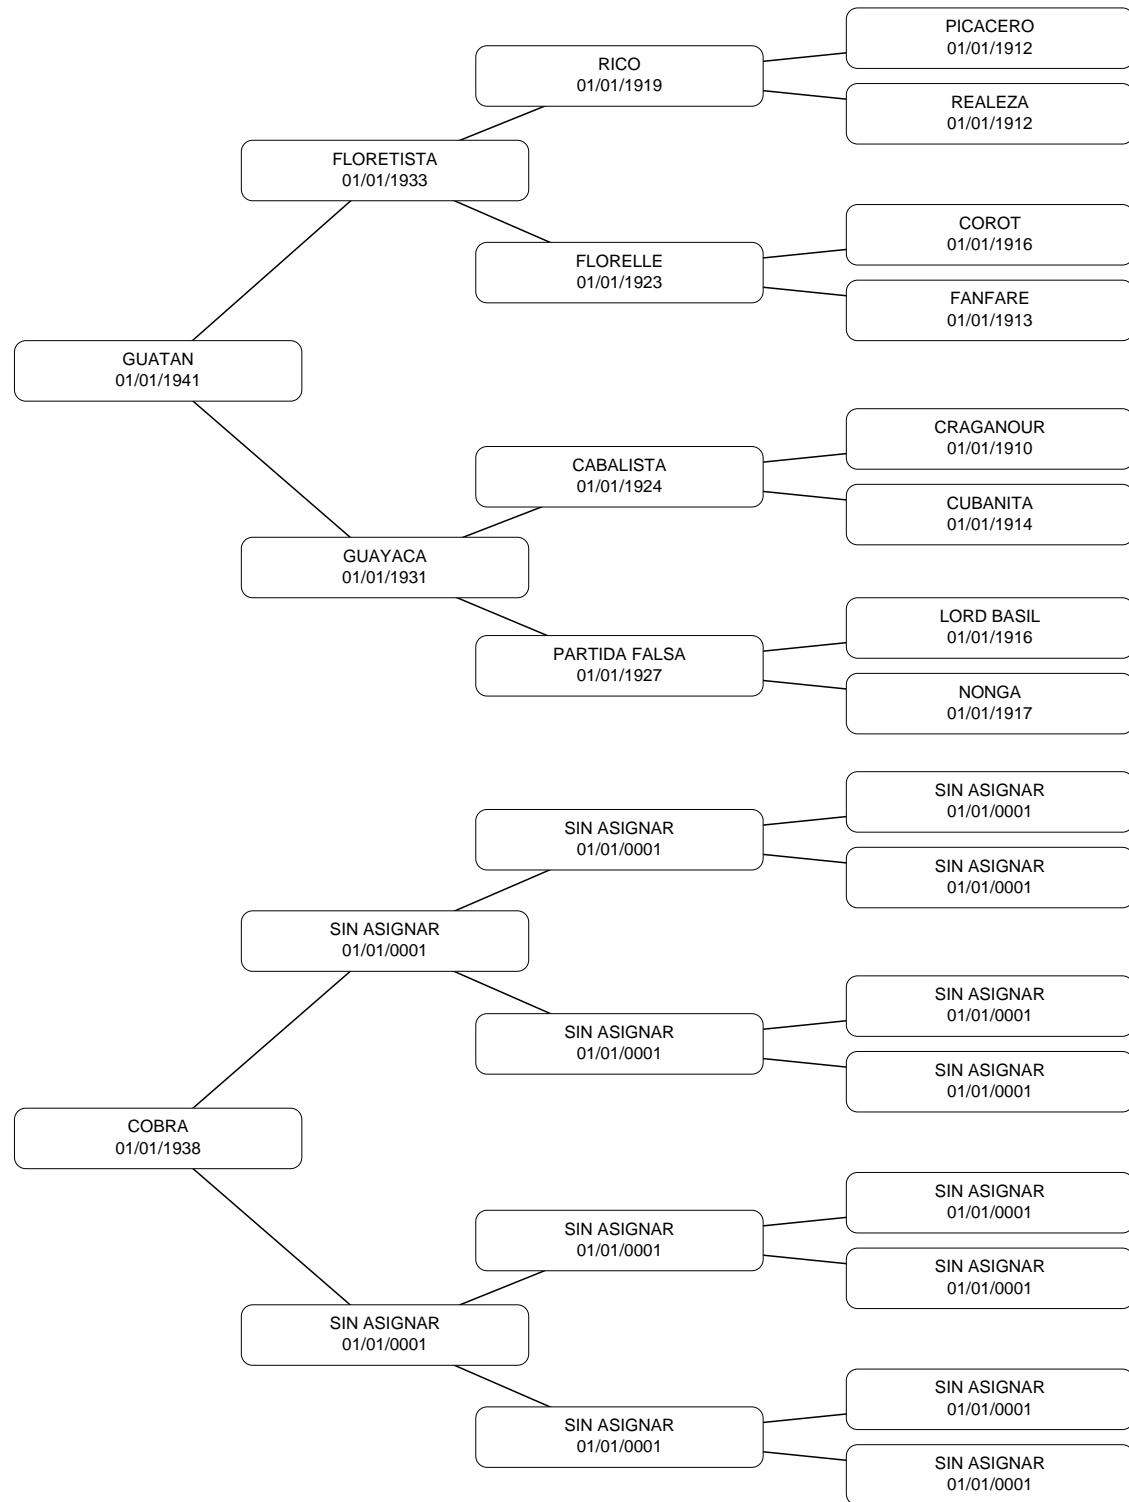 PICACERO
01/01/1912
RICO
01/01/1919
REALEZA
01/01/1912
FLORETISTA
01/01/1933
COROT
01/01/1916
FLORELLE
01/01/1923
FANFARE
01/01/1913
GUATAN
01/01/1941
CRAGANOUR
01/01/1910
CABALISTA
01/01/1924
CUBANITA
01/01/1914
GUAYACA
01/01/1931
LORD BASIL
01/01/1916
PARTIDA FALSA
01/01/1927
NONGA
01/01/1917
SIN ASIGNAR
01/01/0001
SIN ASIGNAR
01/01/0001
SIN ASIGNAR
01/01/0001
SIN ASIGNAR
01/01/0001
SIN ASIGNAR
01/01/0001
SIN ASIGNAR
01/01/0001
SIN ASIGNAR
01/01/0001
COBRA
01/01/1938
SIN ASIGNAR
01/01/0001
SIN ASIGNAR
01/01/0001
SIN ASIGNAR
01/01/0001
SIN ASIGNAR
01/01/0001
SIN ASIGNAR
01/01/0001
SIN ASIGNAR
01/01/0001
SIN ASIGNAR
01/01/0001